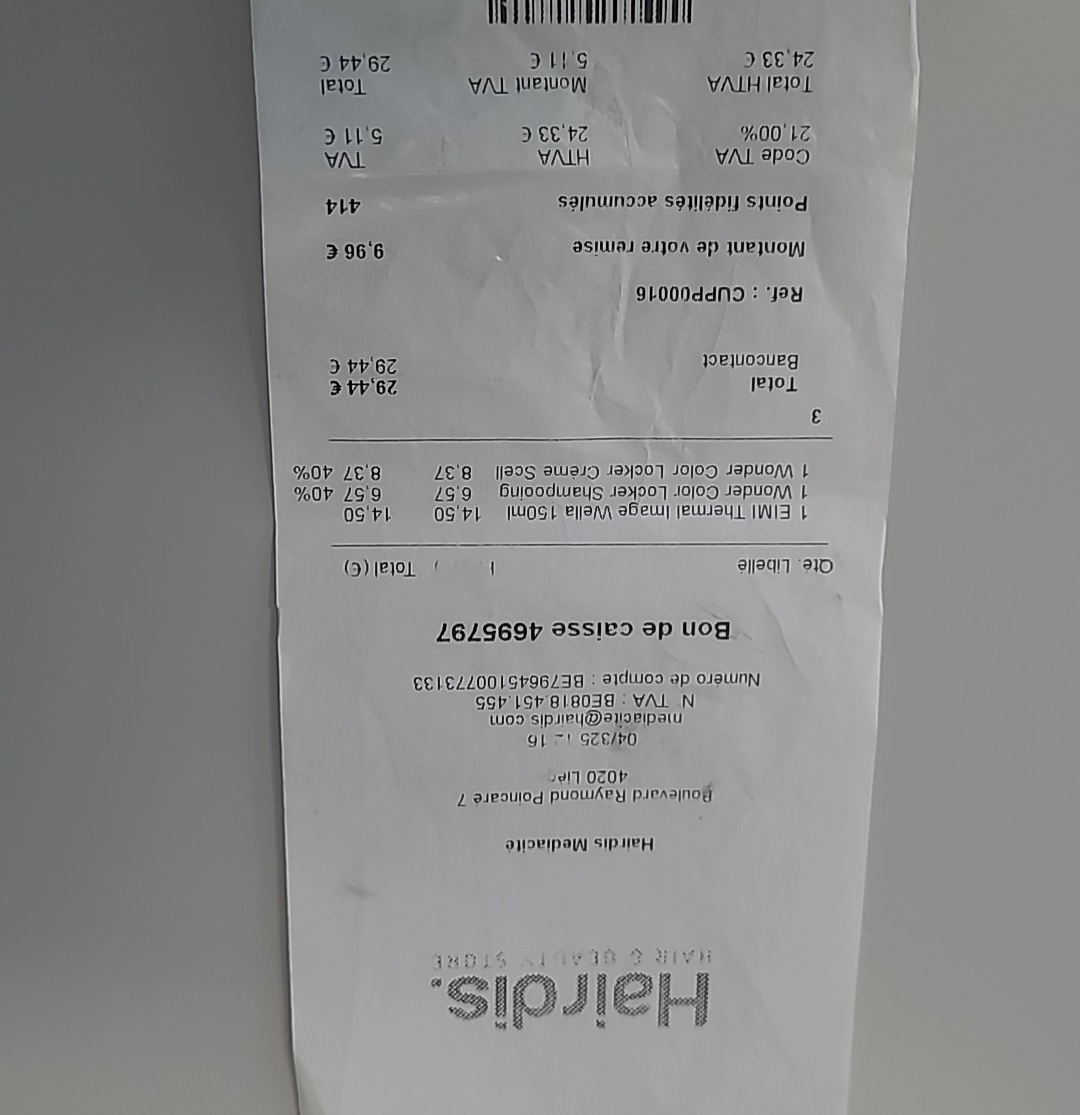 Hairdis.
HAIR & BEAUTY STORE
Hairdis Mediacité
Boulevard Raymond Poincaré 7
4020
04/325 16
mediacite@hairdis.com
N. TVA : BE0818.451.455
Numéro de compte : BE79645100773133
Bon de caisse 4695797
Qté. Libellé Total (€)
1 EIMI Thermal Image Wella 150ml 14,50 14,50
1 Wonder Color Locker Shampooing 6,57 6,57 40%
1 Wonder Color Locker Crème Scell 8,37 8,37 40%
3
Total 29,44 €
Bancontact 29,44 €
Ref. : CUPP00016
Montant de votre remise 9,96 €
Points fidélités accumulés 414
Code TVA HTVA TVA
21,00% 24,33 € 5,11 €
Total HTVA Montant TVA Total
24,33 € 5,11 € 29,44 €